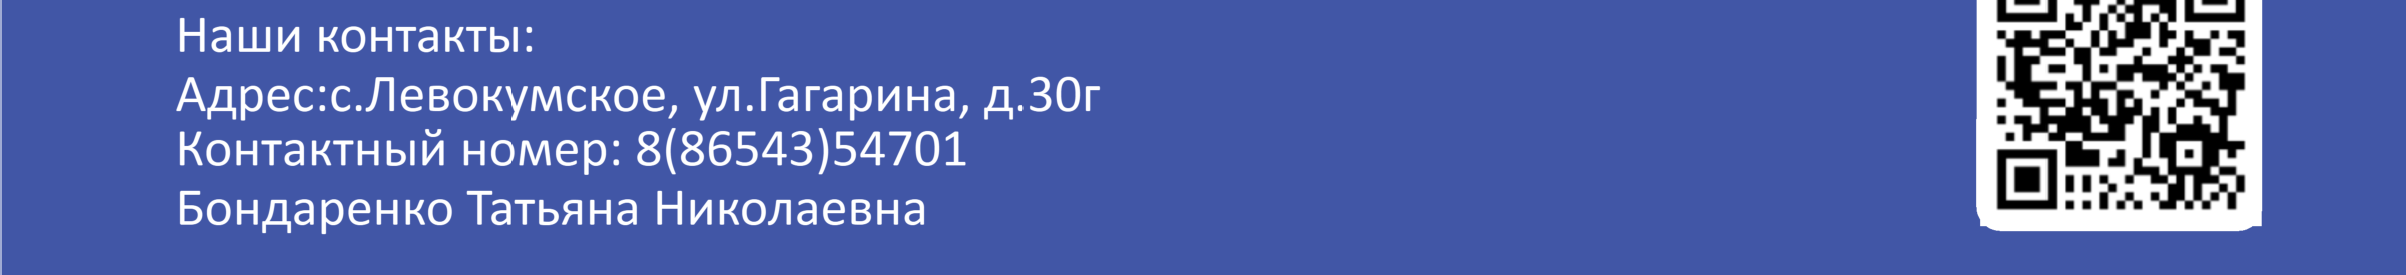 Наши контакты:
Адрес:с.Левокумское, ул.Гагарина, д.30г
Контактный номер: 8(86543)54701
Бондаренко Татьяна Николаевна